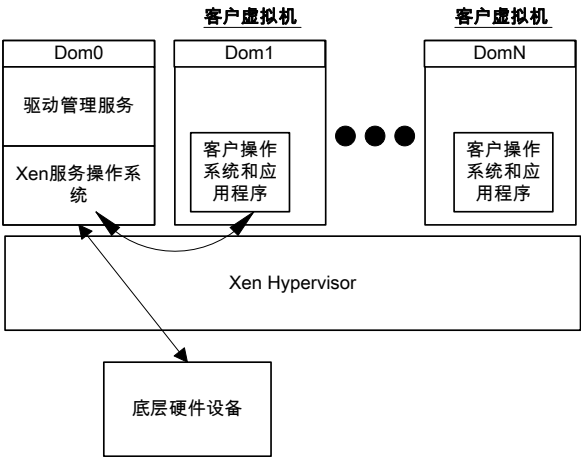 客户虚拟机
客户虚拟机
Dom0
Dom1
DomN
驱动管理服务
Xen服务操作系
统
客户操作
系统和应
用程序
客户操作
系统和应
用程序
Xen Hypervisor
底层硬件设备